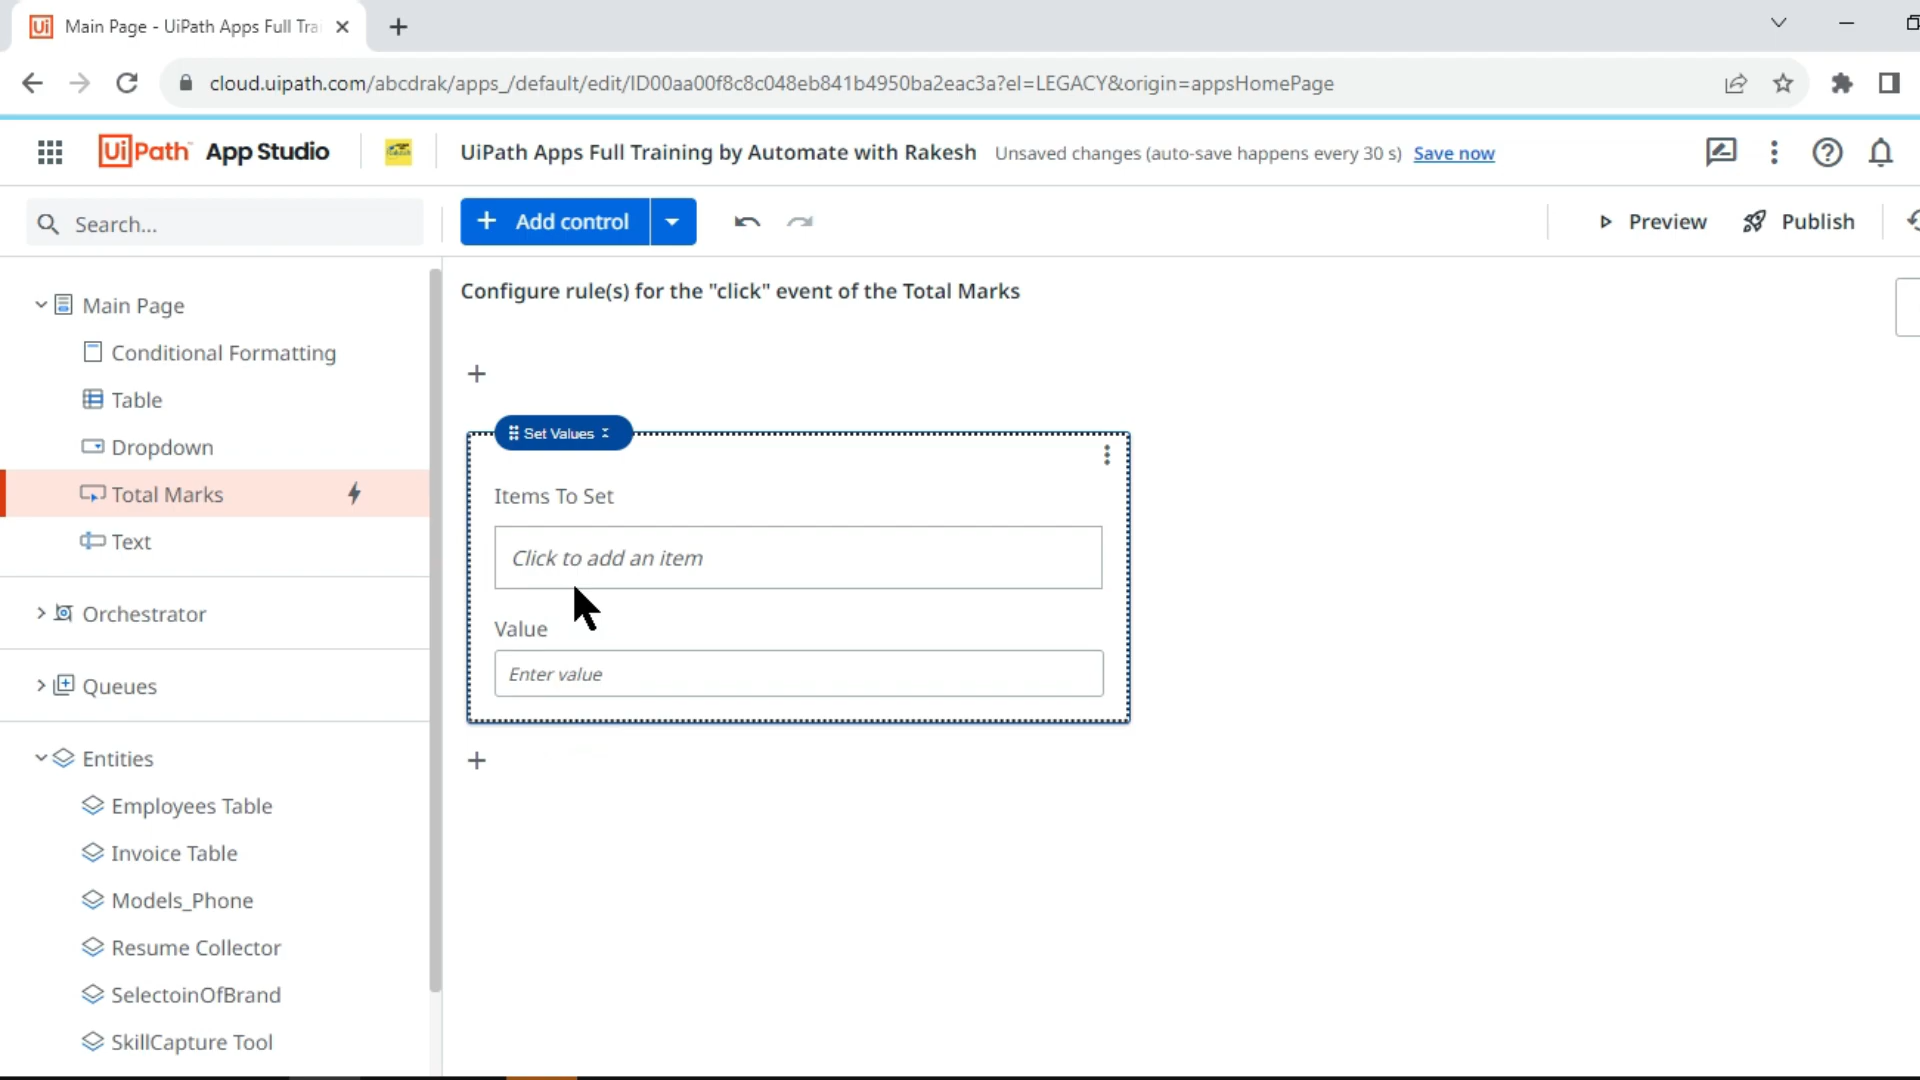 Main Page - UiPath Apps Full Trai
cloud.uipath.com/abcdrak/apps_/default/edit/ID00aa00f8c8c048eb841b4950ba2eac3a?el=LEGACY&origin=appsHomePage
UiPath App Studio
UiPath Apps Full Training by Automate with Rakesh
Unsaved changes (auto-save happens every 30 s) Save now
Search...
Add control
Preview
Publish
Main Page
Conditional Formatting
Table
Dropdown
Total Marks
Text
Orchestrator
Queues
Entities
Employees Table
Invoice Table
Models_Phone
Resume Collector
SelectoinOfBrand
SkillCapture Tool
Configure rule(s) for the "click" event of the Total Marks
Set Values
Items To Set
Click to add an item
Value
Enter value